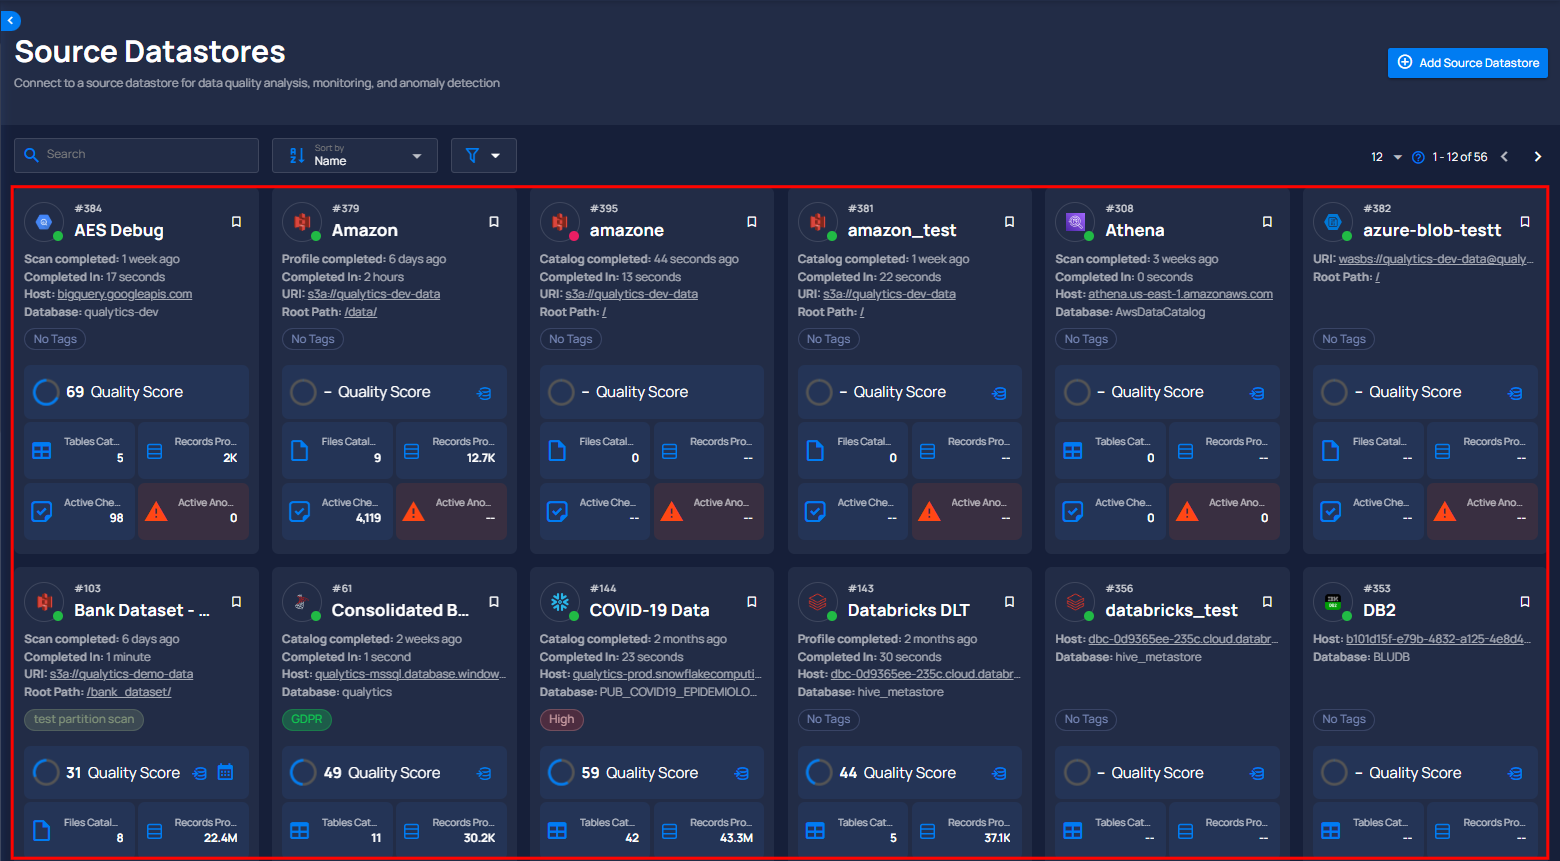 Source Datastores
Connect to a source datastore for data quality analysis, monitoring, and anomaly detection
Add Source Datastore
Search
Sort by
Name
12
1 - 12 of 56
#384
AES Debug
Scan completed: 1 week ago
Completed In: 17 seconds
Host: bigquery.googleapis.com
Database: qualytics-dev
No Tags
69 Quality Score
Tables Cat...
5
Records Pro...
2K
Active Che...
98
Active Ano...
0
#379
Amazon
Profile completed: 6 days ago
Completed In: 2 hours
URI: s3a://qualytics-dev-data
Root Path: /data/
No Tags
– Quality Score
Files Catal...
9
Records Pro...
12.7K
Active Che...
4,119
Active Ano...
--
#395
amazone
Catalog completed: 44 seconds ago
Completed In: 13 seconds
URI: s3a://qualytics-dev-data
Root Path: /
No Tags
– Quality Score
Files Catal...
0
Records Pro...
--
Active Che...
--
Active Ano...
--
#381
amazon_test
Catalog completed: 1 week ago
Completed In: 22 seconds
URI: s3a://qualytics-dev-data
Root Path: /
No Tags
– Quality Score
Files Catal...
0
Records Pro...
--
Active Che...
--
Active Ano...
--
#308
Athena
Scan completed: 3 weeks ago
Completed In: 0 seconds
Host: athena.us-east-1.amazonaws.com
Database: AwsDataCatalog
No Tags
– Quality Score
Tables Cat...
0
Records Pro...
--
Active Che...
0
Active Ano...
0
#382
azure-blob-testt
URI: wasbs://qualytics-dev-data@qualy...
Root Path: /
No Tags
– Quality Score
Files Catal...
--
Records Pro...
--
Active Che...
--
Active Ano...
--
#103
Bank Dataset - ...
Scan completed: 6 days ago
Completed In: 1 minute
URI: s3a://qualytics-demo-data
Root Path: /bank_dataset/
test partition scan
31 Quality Score
Files Catal...
8
Records Pro...
22.4M
#61
Consolidated B...
Catalog completed: 2 weeks ago
Completed In: 1 second
Host: qualytics-mssql.database.window...
Database: qualytics
GDPR
49 Quality Score
Tables Cat...
11
Records Pro...
30.2K
#144
COVID-19 Data
Catalog completed: 2 months ago
Completed In: 23 seconds
Host: qualytics-prod.snowflakecomputi...
Database: PUB_COVID19_EPIDEMIOLO...
High
59 Quality Score
Tables Cat...
42
Records Pro...
43.3M
#143
Databricks DLT
Profile completed: 2 months ago
Completed In: 30 seconds
Host: dbc-0d9365ee-235c.cloud.databr...
Database: hive_metastore
No Tags
44 Quality Score
Tables Cat...
5
Records Pro...
37.1K
#356
databricks_test
Host: dbc-0d9365ee-235c.cloud.databr...
Database: hive_metastore
No Tags
– Quality Score
Tables Cat...
--
Records Pro...
--
#353
DB2
Host: b101d15f-e79b-4832-a125-4e8d4...
Database: BLUDB
No Tags
– Quality Score
Tables Cat...
--
Records Pro...
--